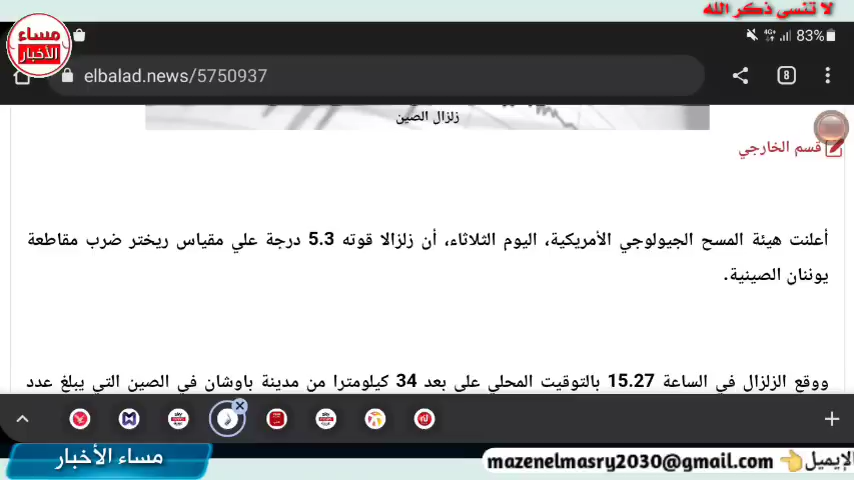 لا تنسى ذكر الله
مساء
الأخبار
4G+ 83%
elbalad.news/5750937
8
زلزال الصين
قسم الخارجي
أعلنت هيئة المسح الجيولوجي الأمريكية، اليوم الثلاثاء، أن زلزالا قوته 5.3 درجة علي مقياس ريختر ضرب مقاطعة
يوننان الصينية.
ووقع الزلزال في الساعة 15.27 بالتوقيت المحلي على بعد 34 كيلومترا من مدينة باوشان في الصين التي يبلغ عدد
مساء الأخبار
الإيميل👈 mazenelmasry2030@gmail.com